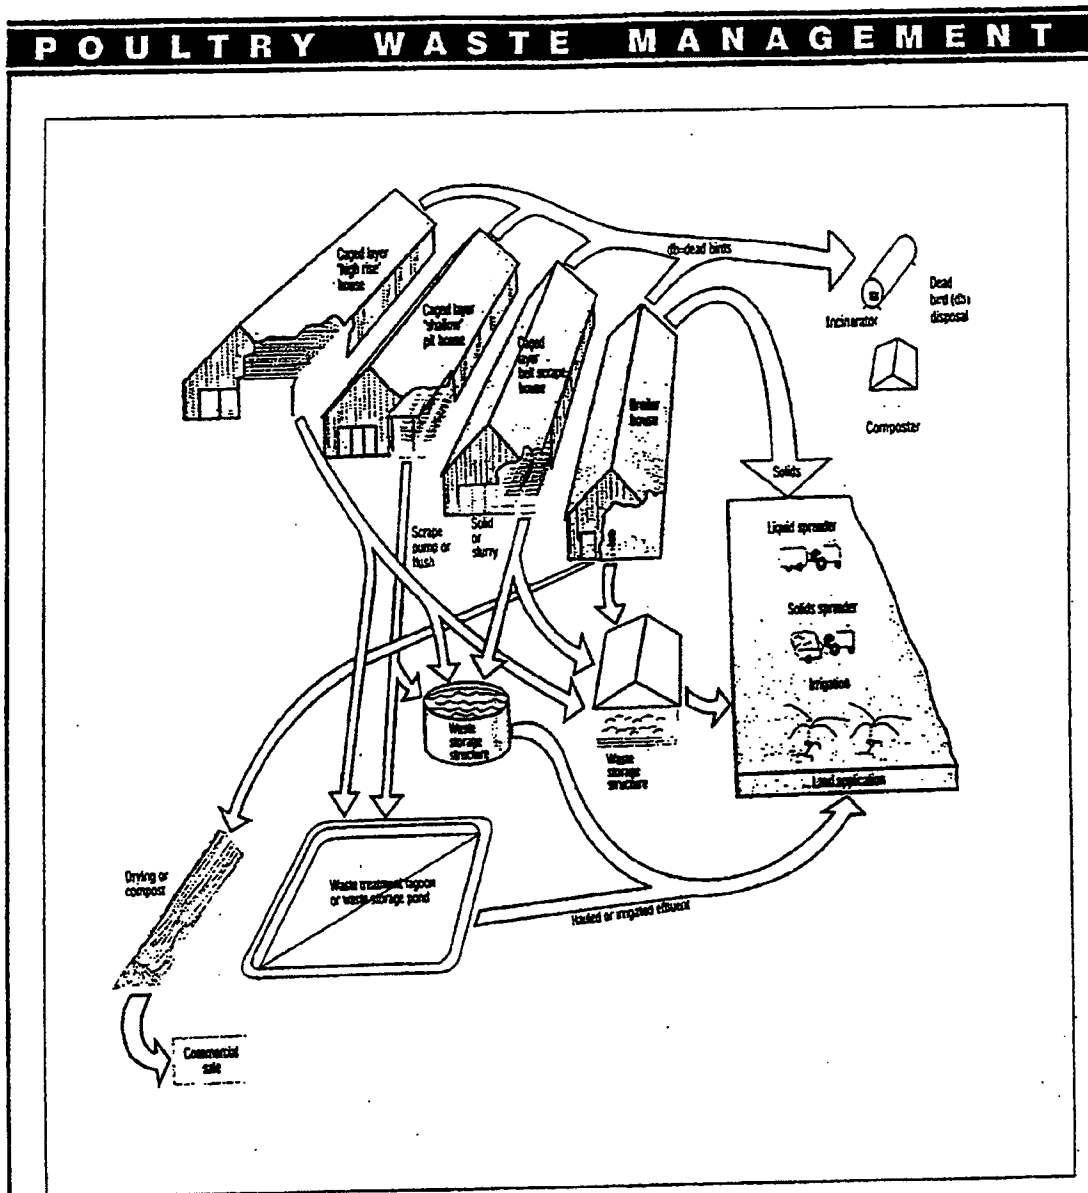 POULTRY WASTE MANAGEMENT
Caged layer
"high rise"
house
Caged layer
"shallow"
pit house
Caged
layer
belt scrape
house
Broiler
house
db=dead birds
Incinerator
Dead
bird (db)
disposal
Composter
Solids
Scrape
pump or
flush
Solid
or
slurry
Liquid spreader
Solids spreader
Irrigation
Land application
Waste
storage
structure
Waste
storage
structure
Drying or
compost
Waste treatment lagoon
or waste storage pond
Hauled or irrigated effluent
Commercial
sale